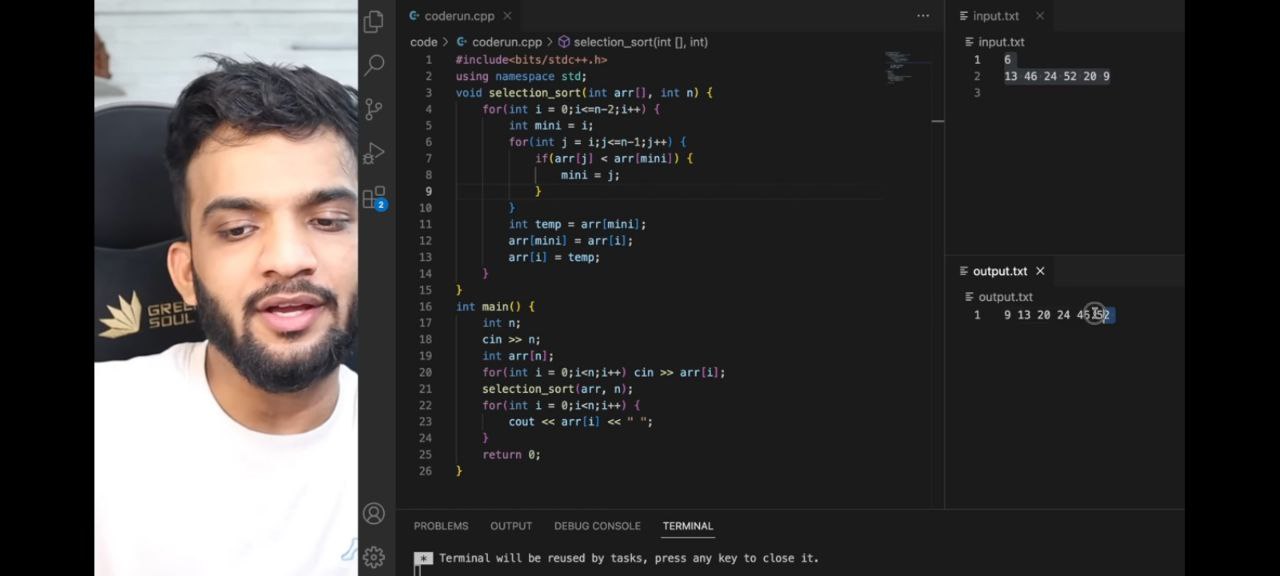 coderun.cpp
code > coderun.cpp > selection_sort(int [], int)
1 #include<bits/stdc++.h>
2 using namespace std;
3 void selection_sort(int arr[], int n) {
4 for(int i = 0;i<=n-2;i++) {
5 int mini = i;
6 for(int j = i;j<=n-1;j++) {
7 if(arr[j] < arr[mini]) {
8 mini = j;
9 }
10 }
11 int temp = arr[mini];
12 arr[mini] = arr[i];
13 arr[i] = temp;
14 }
15 }
16 int main() {
17 int n;
18 cin >> n;
19 int arr[n];
20 for(int i = 0;i<n;i++) cin >> arr[i];
21 selection_sort(arr, n);
22 for(int i = 0;i<n;i++) {
23 cout << arr[i] << " ";
24 }
25 return 0;
26 }
input.txt
input.txt
1 6
2 13 46 24 52 20 9
3
output.txt
output.txt
1 9 13 20 24 46 52
2
PROBLEMS OUTPUT DEBUG CONSOLE TERMINAL
* Terminal will be reused by tasks, press any key to close it.
SOUL